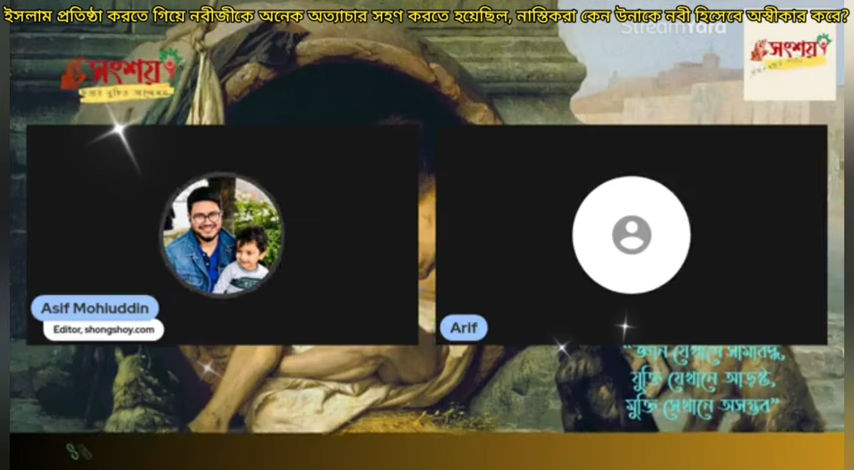 ইসলাম প্রতিষ্ঠা করতে গিয়ে নবীজীকে অনেক অত্যাচার সহ্য করতে হয়েছিল, নাস্তিকরা কেন উনাকে নবী হিসেবে অস্বীকার করে?
StreamYard
সংশয়
সংশয়
Asif Mohiuddin
Editor, shongshoy.com
Arif
"জ্ঞান যেখানে সীমাবদ্ধ,
যুক্তি যেখানে আড়ষ্ট,
মুক্তি সেখানে অসম্ভব"